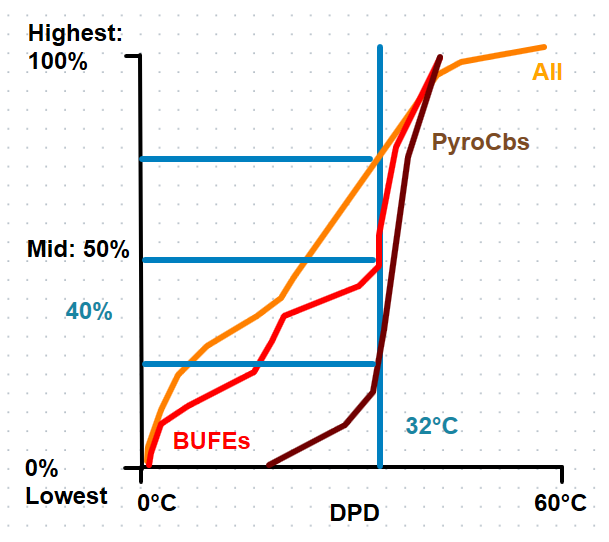 Highest:
100%
All
PyroCbs
Mid: 50%
40%
32°C
BUFEs
0%
Lowest
0°C
DPD
60°C